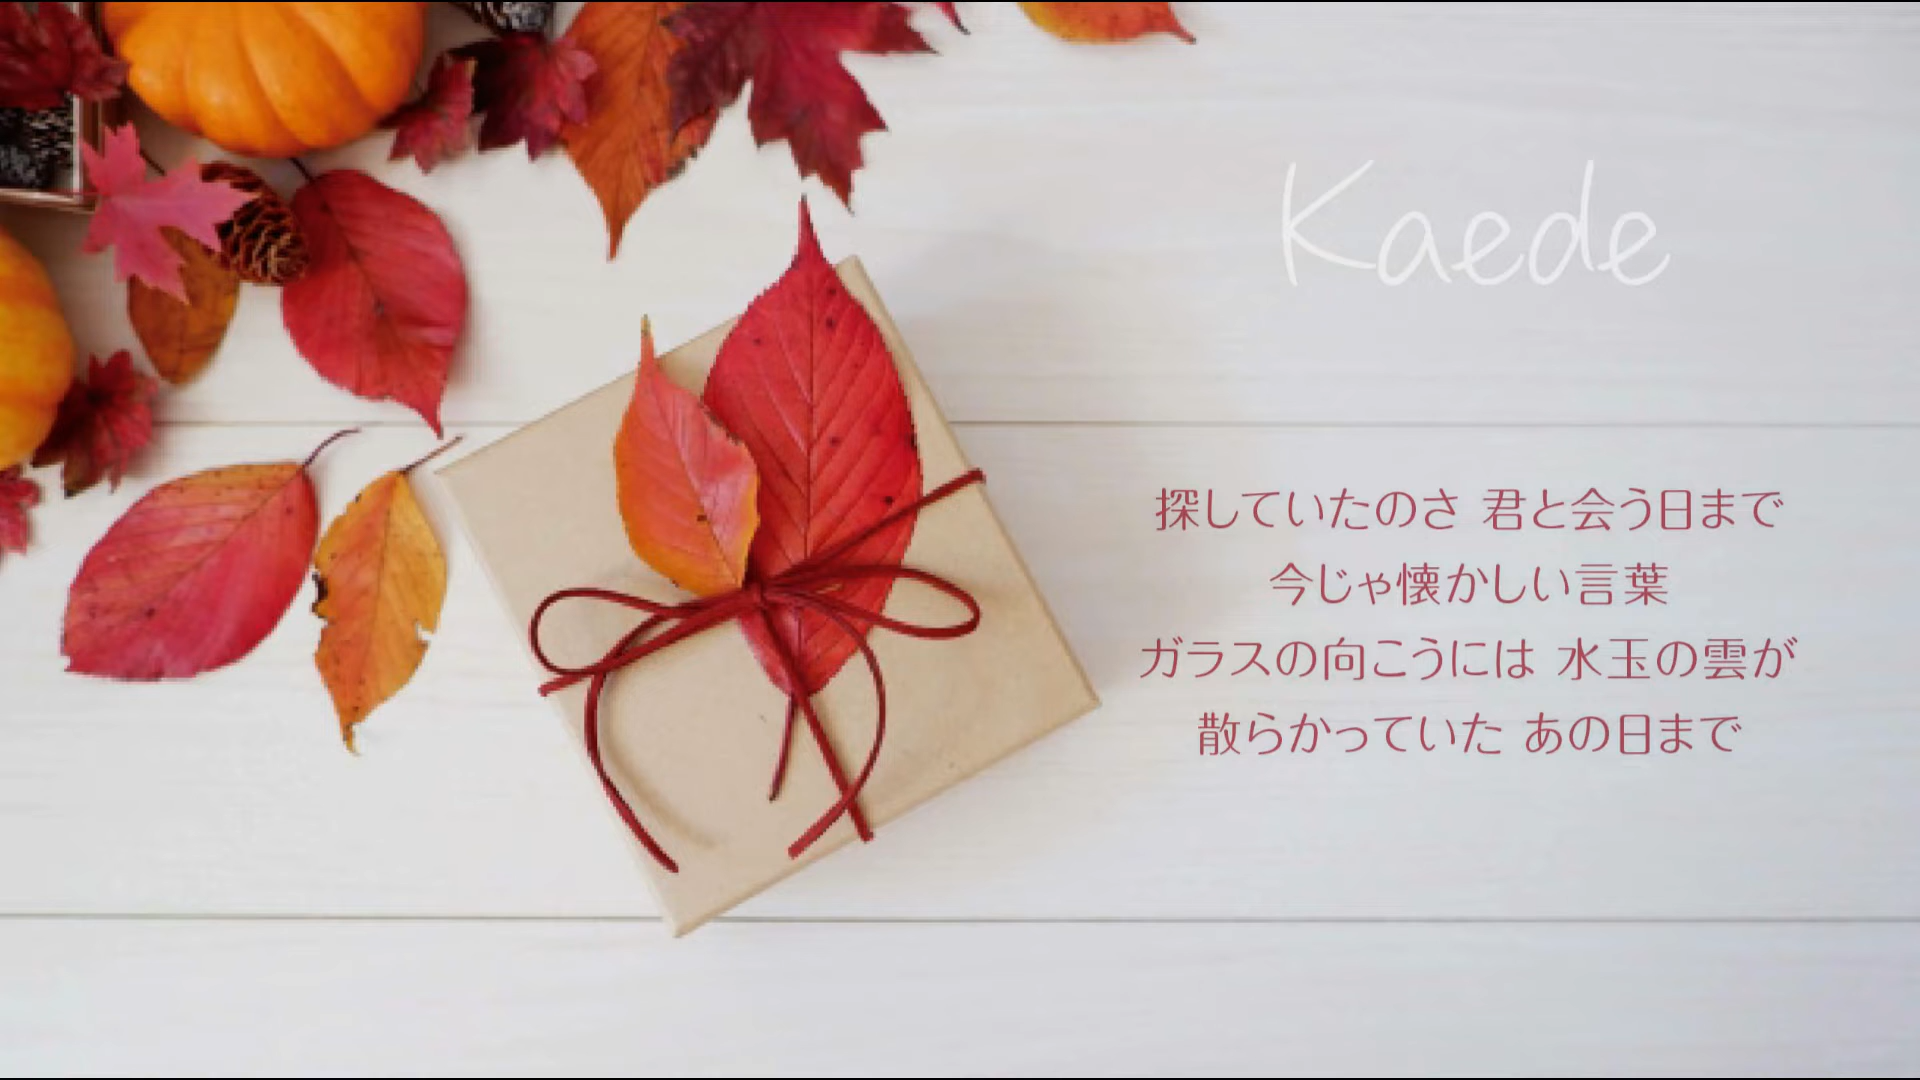 Kaede
探していたのさ 君と会う日まで
今じゃ懐かしい言葉
ガラスの向こうには 水玉の雲が
散らかっていた あの日まで